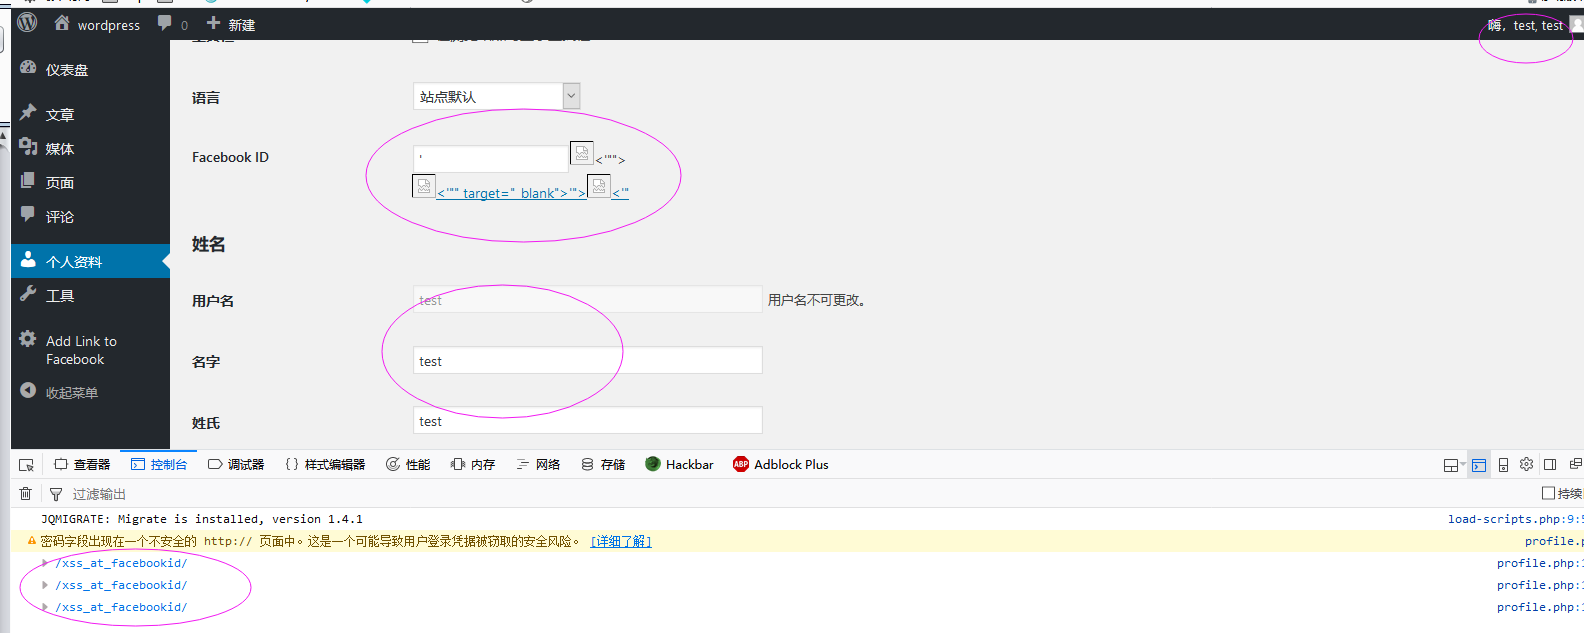 wordpress 0 新建 嗨，test, test
仪表盘
文章
媒体
页面
评论
个人资料
工具
Add Link to
Facebook
收起菜单
语言 站点默认
Facebook ID ' <'"">
<'"" target="_blank">'"> <'"
姓名
用户名 test 用户名不可更改。
名字 test
姓氏 test
查看器 控制台 调试器 {} 样式编辑器 性能 内存 网络 存储 Hackbar ABP Adblock Plus
过滤输出 持续
JQMIGRATE: Migrate is installed, version 1.4.1 load-scripts.php:9:5
密码字段出现在一个不安全的 http:// 页面中。这是一个可能导致用户登录凭据被窃取的安全风险。 [详细了解] profile.p
/xss_at_facebookid/ profile.php:1
/xss_at_facebookid/ profile.php:1
/xss_at_facebookid/ profile.php:1